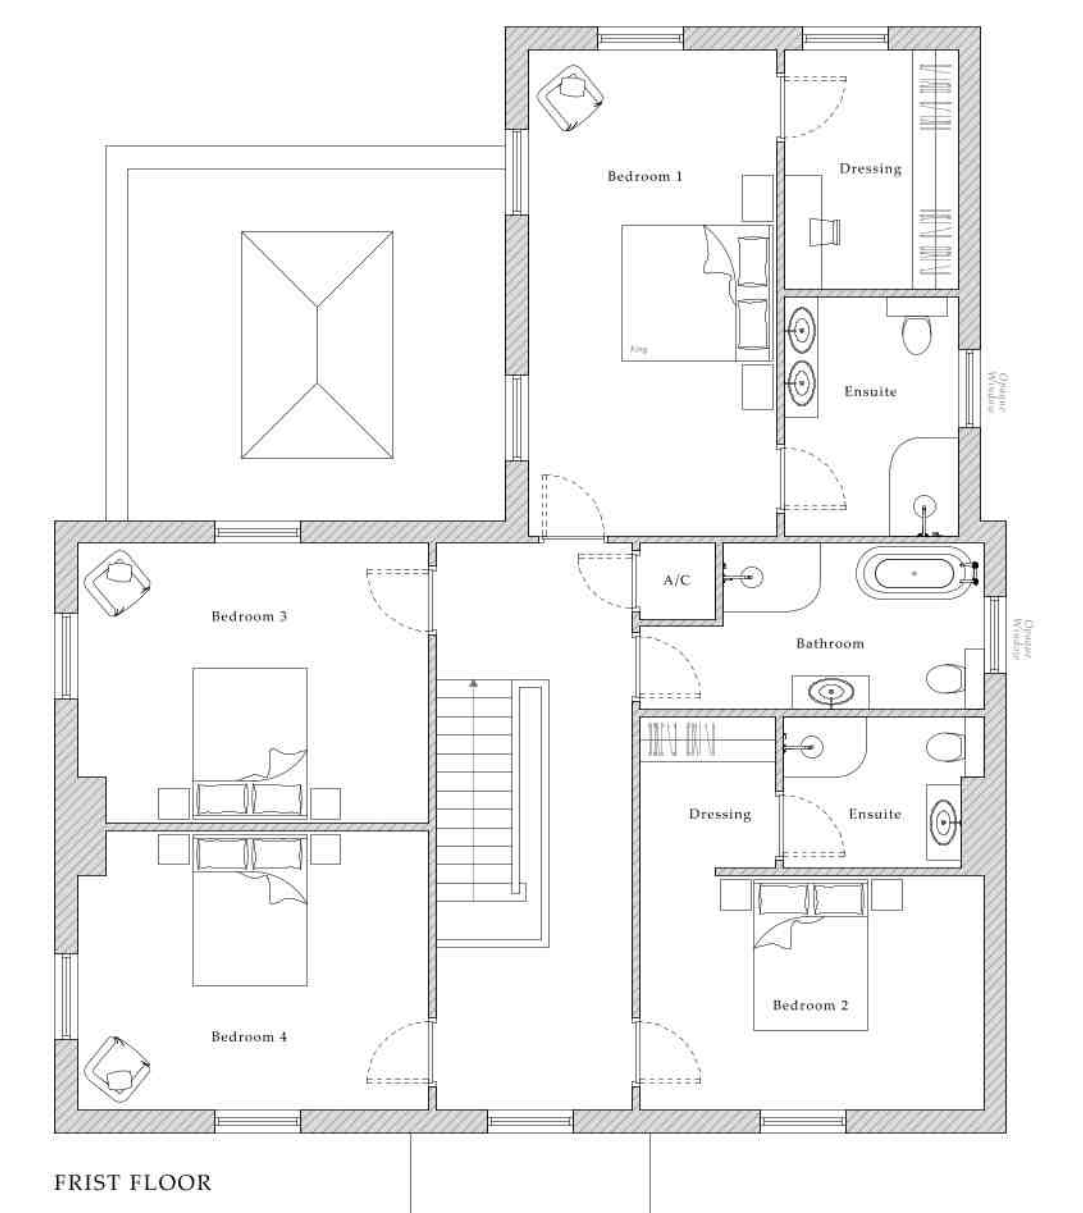 Bedroom 1
Dressing
King
Ensuite
Opaque
Window
Bedroom 3
A/C
Bathroom
Opaque
Window
Dressing
Ensuite
Bedroom 2
Bedroom 4
FRIST FLOOR